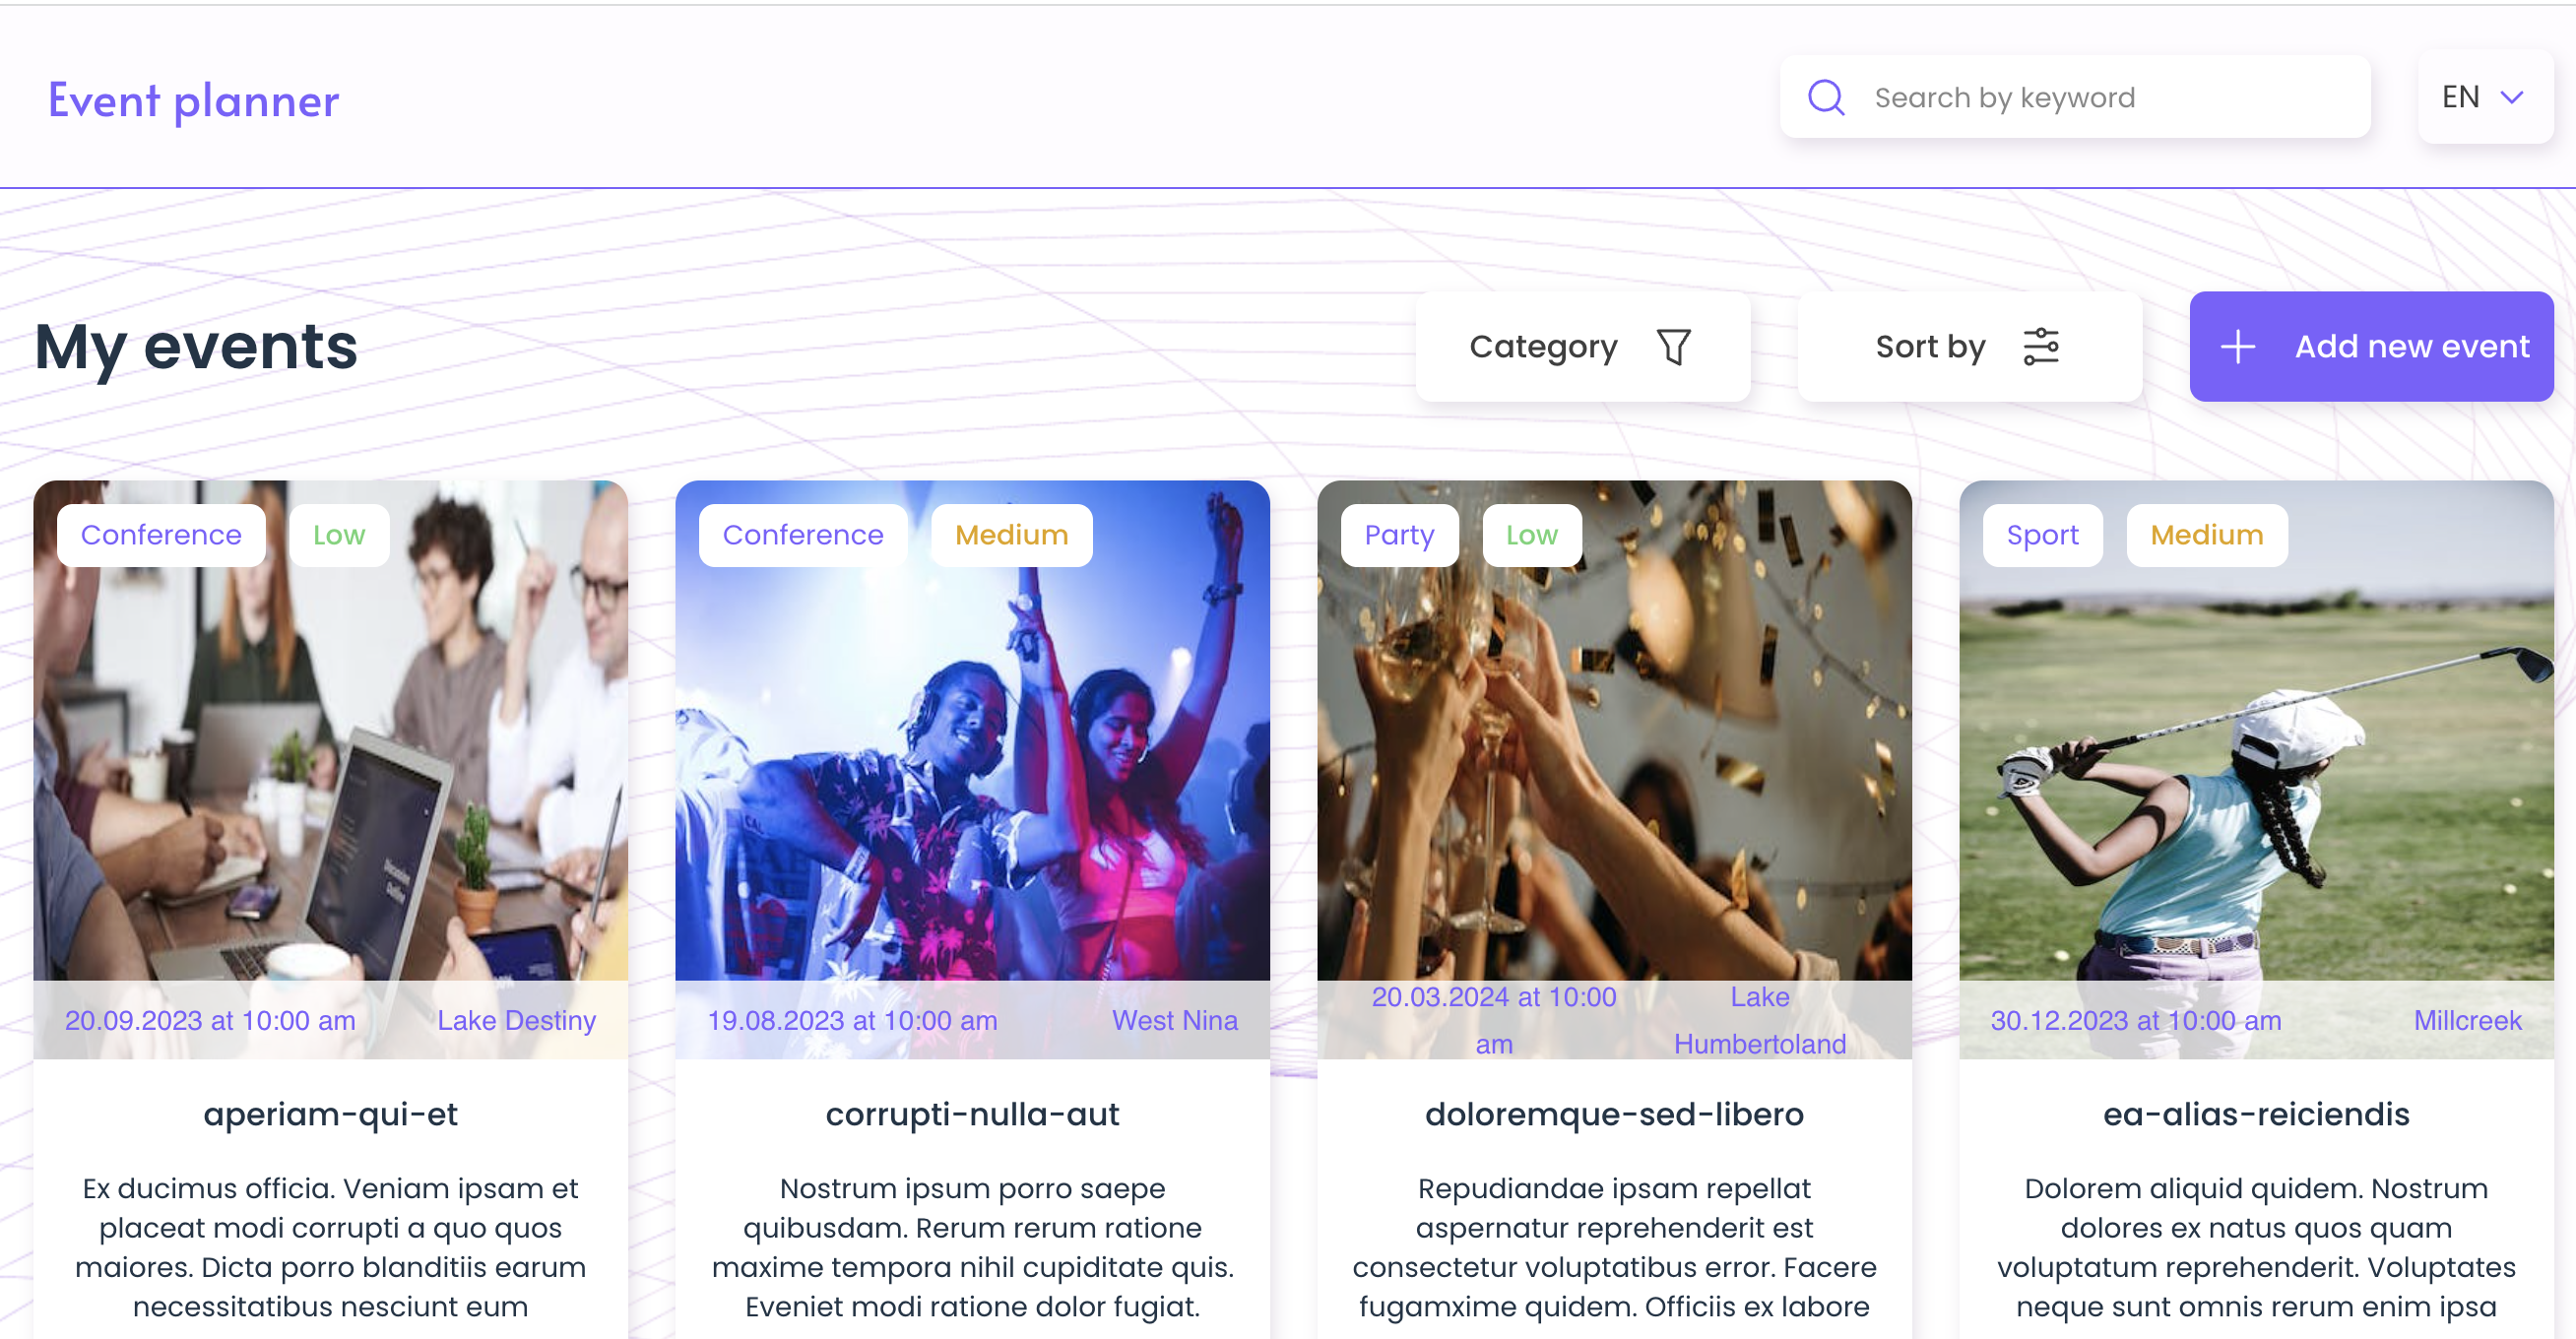 Event planner
Search by keyword
EN
My events
Category
Sort by
Add new event
Conference
Low
20.09.2023 at 10:00 am
Lake Destiny
aperiam-qui-et
Ex ducimus officia. Veniam ipsam et
placeat modi corrupti a quo quos
maiores. Dicta porro blanditiis earum
necessitatibus nesciunt eum
Conference
Medium
19.08.2023 at 10:00 am
West Nina
corrupti-nulla-aut
Nostrum ipsum porro saepe
quibusdam. Rerum rerum ratione
maxime tempora nihil cupiditate quis.
Eveniet modi ratione dolor fugiat.
Party
Low
20.03.2024 at 10:00
am
Lake
Humbertoland
doloremque-sed-libero
Repudiandae ipsam repellat
aspernatur reprehenderit est
consectetur voluptatibus error. Facere
fugamxime quidem. Officiis ex labore
Sport
Medium
30.12.2023 at 10:00 am
Millcreek
ea-alias-reiciendis
Dolorem aliquid quidem. Nostrum
dolores ex natus quos quam
voluptatum reprehenderit. Voluptates
neque sunt omnis rerum enim ipsa